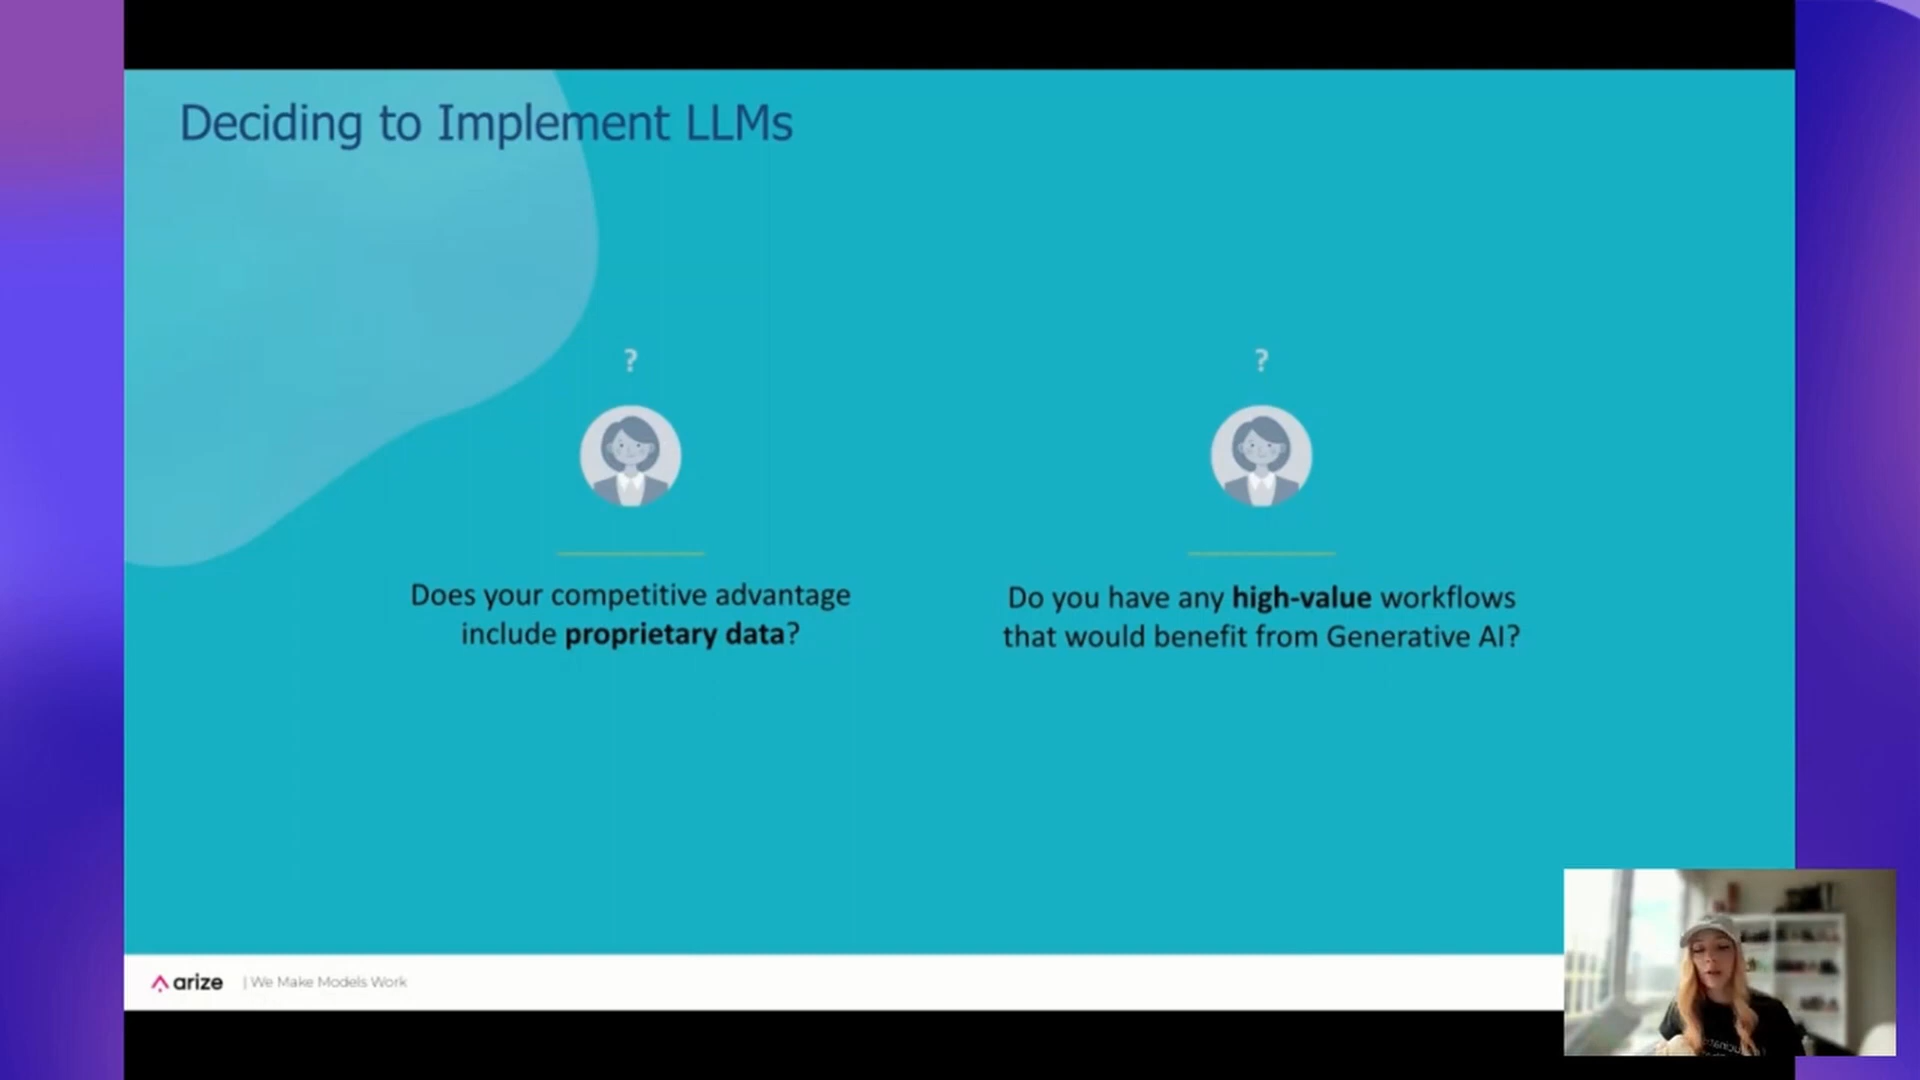 Deciding to Implement LLMs
?
Does your competitive advantage
include proprietary data?
?
Do you have any high-value workflows
that would benefit from Generative AI?
arize | We Make Models Work